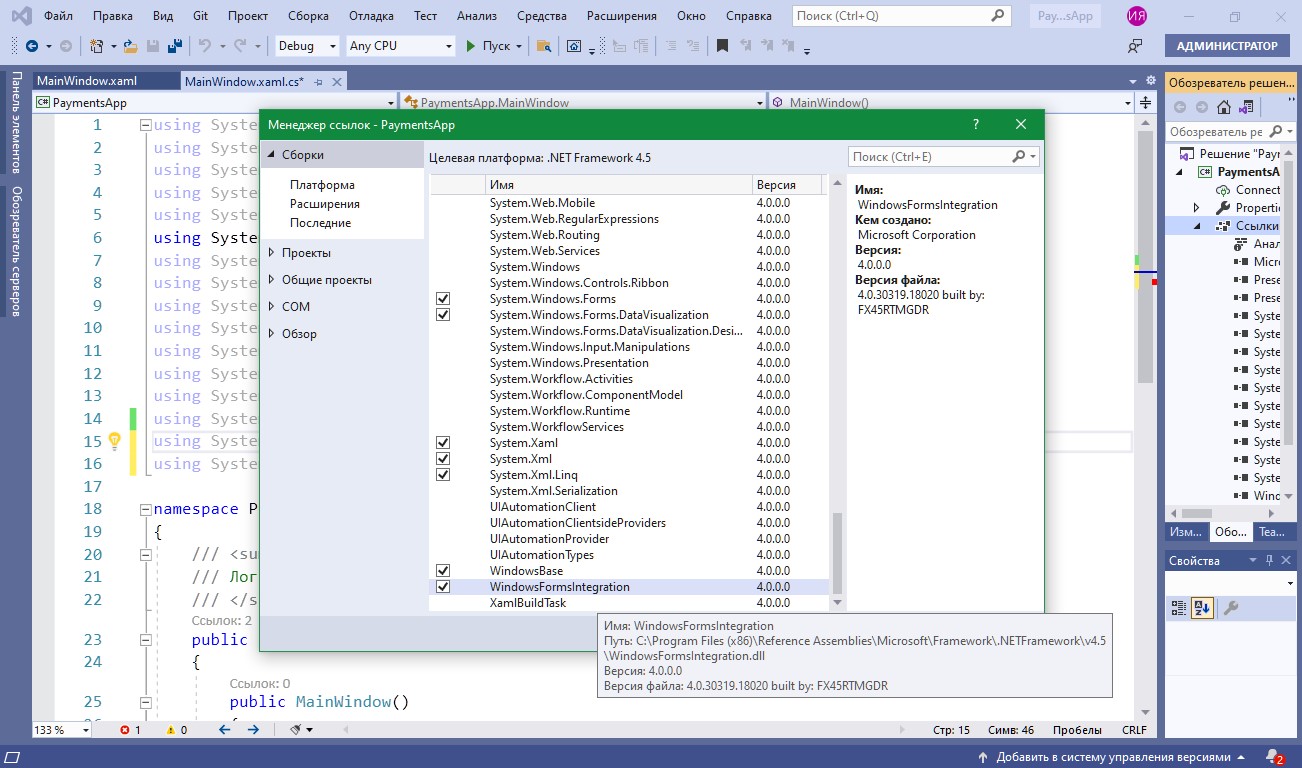 Файл Правка Вид Git Проект Сборка Отладка Тест Анализ Средства Расширения Окно Справка Поиск (Ctrl+Q) Pay...sApp ИЯ
Debug Any CPU Пуск АДМИНИСТРАТОР
MainWindow.xaml MainWindow.xaml.cs*
PaymentsApp PaymentsApp.MainWindow MainWindow()
Панель элементов
Обозреватель серверов
1 using System
2 using Syste
3 using Syste
4 using Syste
5 using Syste
6 using Syste
7 using Syste
8 using Syste
9 using Syste
10 using Syste
11 using Syste
12 using Syste
13 using Syste
14 using Syste
15 using Syste
16 using Syste
17
18 namespace P
19 {
20 /// <su
21 /// Лог
22 /// </s
Ссылок: 2
23 public
24 {
Ссылок: 0
25 public MainWindow()
Менеджер ссылок - PaymentsApp ?
Сборки
Платформа
Расширения
Последние
Проекты
Общие проекты
COM
Обзор
Целевая платформа: .NET Framework 4.5
Поиск (Ctrl+E)
Имя Версия
System.Web.Mobile 4.0.0.0
System.Web.RegularExpressions 4.0.0.0
System.Web.Routing 4.0.0.0
System.Web.Services 4.0.0.0
System.Windows 4.0.0.0
System.Windows.Controls.Ribbon 4.0.0.0
System.Windows.Forms 4.0.0.0
System.Windows.Forms.DataVisualization 4.0.0.0
System.Windows.Forms.DataVisualization.Desi... 4.0.0.0
System.Windows.Input.Manipulations 4.0.0.0
System.Windows.Presentation 4.0.0.0
System.Workflow.Activities 4.0.0.0
System.Workflow.ComponentModel 4.0.0.0
System.Workflow.Runtime 4.0.0.0
System.WorkflowServices 4.0.0.0
System.Xaml 4.0.0.0
System.Xml 4.0.0.0
System.Xml.Linq 4.0.0.0
System.Xml.Serialization 4.0.0.0
UIAutomationClient 4.0.0.0
UIAutomationClientsideProviders 4.0.0.0
UIAutomationProvider 4.0.0.0
UIAutomationTypes 4.0.0.0
WindowsBase 4.0.0.0
WindowsFormsIntegration 4.0.0.0
XamlBuildTask 4.0.0.0
Имя:
WindowsFormsIntegration
Кем создано:
Microsoft Corporation
Версия:
4.0.0.0
Версия файла:
4.0.30319.18020 built by:
FX45RTMGDR
Имя: WindowsFormsIntegration
Путь: C:\Program Files (x86)\Reference Assemblies\Microsoft\Framework\.NETFramework\v4.5
\WindowsFormsIntegration.dll
Версия: 4.0.0.0
Версия файла: 4.0.30319.18020 built by: FX45RTMGDR
Обозреватель решен...
Обозреватель ре
Решение "Payr
PaymentsA
Connect
Propertie
Ссылки
Анал
Micro
Prese
Prese
Syste
Syste
Syste
Syste
Syste
Syste
Syste
Syste
Syste
Syste
Wind
Изм... Обо... Tea...
Свойства
133 % 1 0 Стр: 15 Симв: 46 Пробелы CRLF
Добавить в систему управления версиями 2